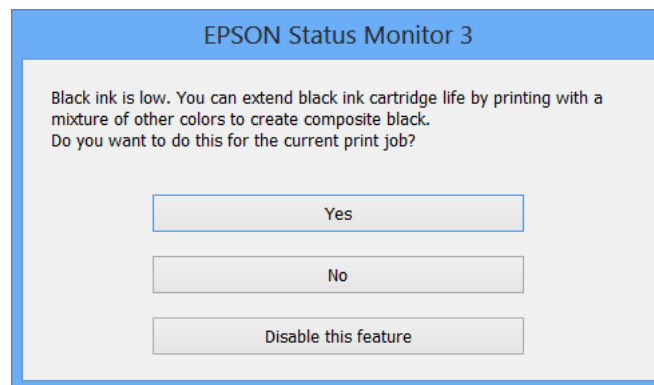 EPSON Status Monitor 3
Black ink is low. You can extend black ink cartridge life by printing with a
mixture of other colors to create composite black.
Do you want to do this for the current print job?
Yes
No
Disable this feature